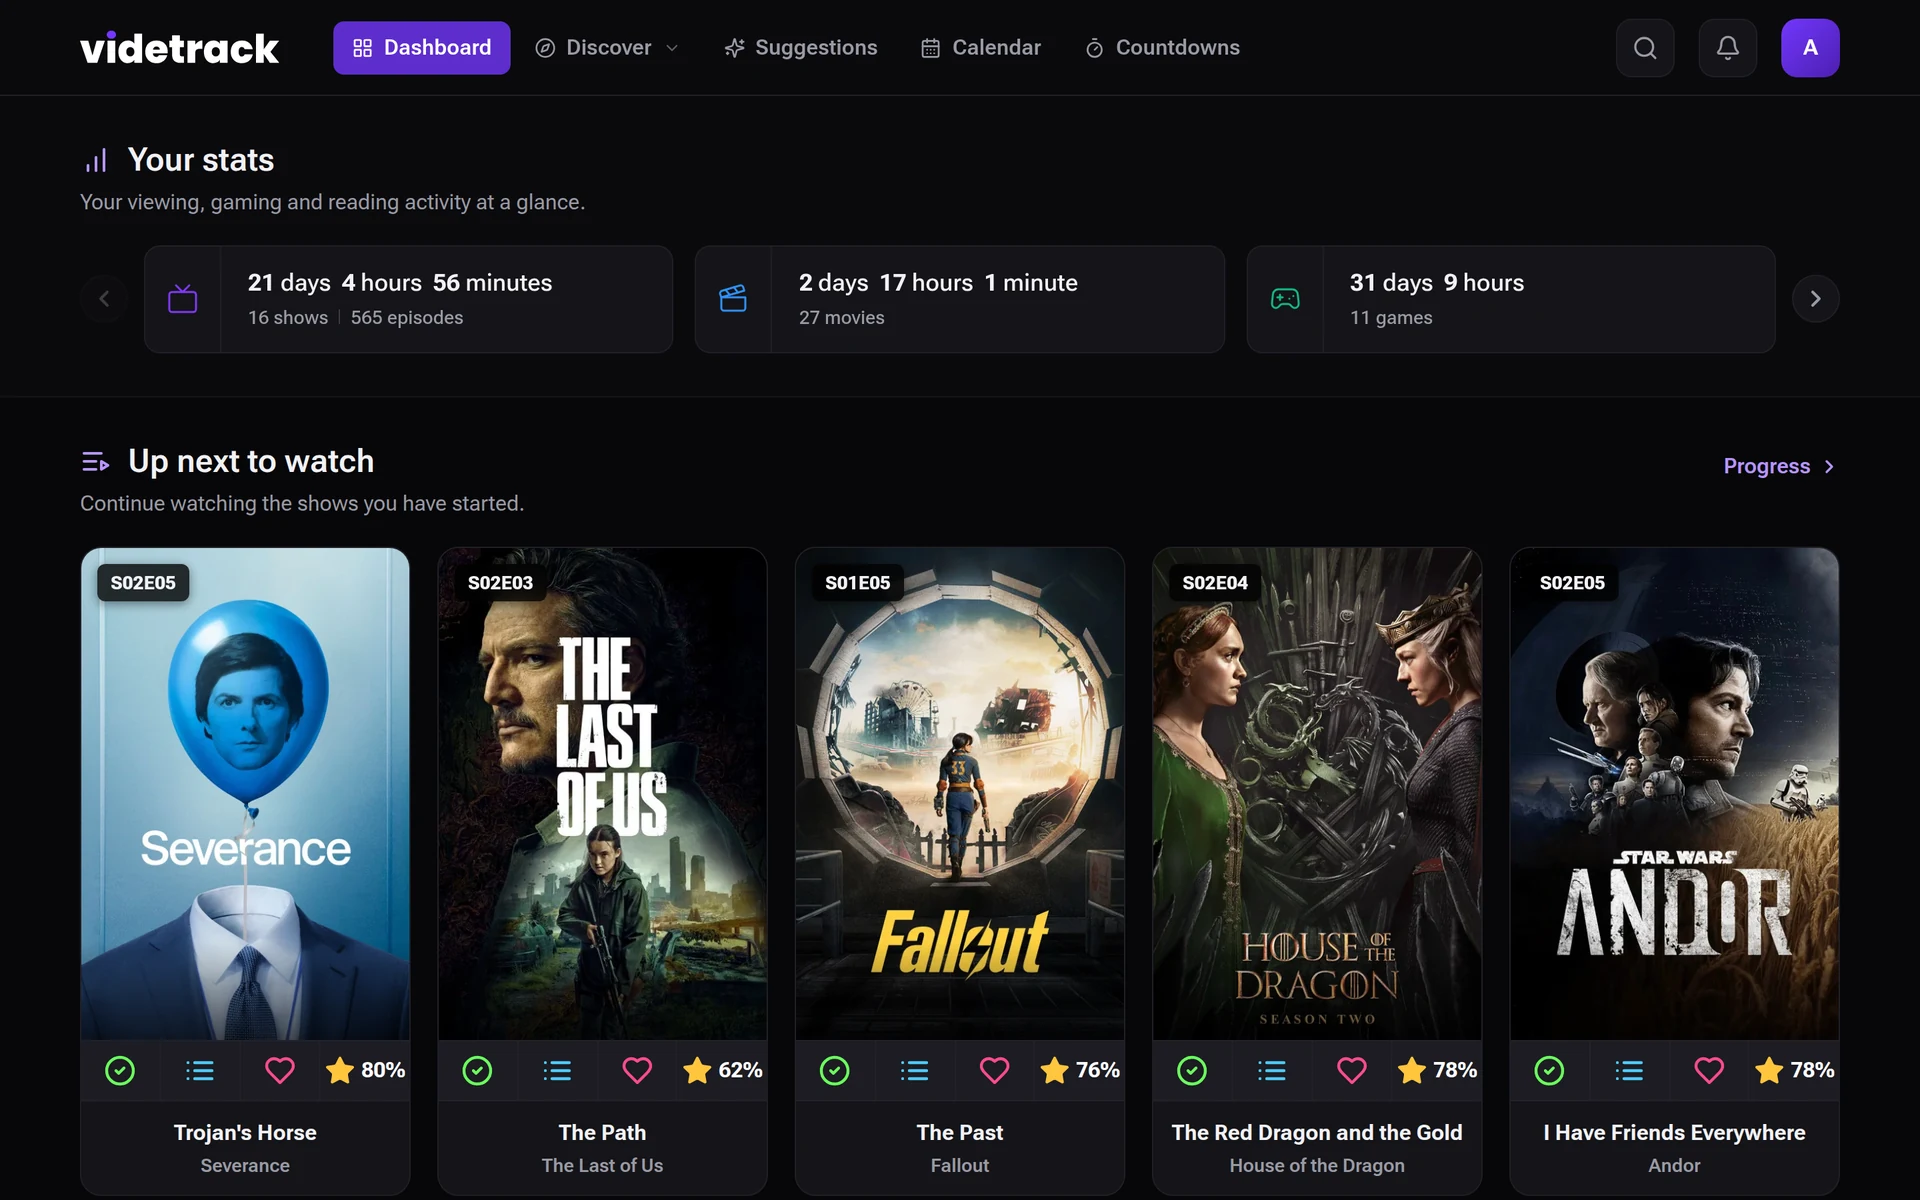 videtrack
Dashboard
Discover
Suggestions
Calendar
Countdowns
A
Your stats
Your viewing, gaming and reading activity at a glance.
21 days 4 hours 56 minutes
16 shows | 565 episodes
2 days 17 hours 1 minute
27 movies
31 days 9 hours
11 games
Up next to watch
Progress
Continue watching the shows you have started.
S02E05
Severance
80%
Trojan's Horse
Severance
S02E03
THE
LAST
OF US
62%
The Path
The Last of Us
S01E05
33
Fallout
76%
The Past
Fallout
S02E04
HOUSE OF THE
DRAGON
SEASON TWO
78%
The Red Dragon and the Gold
House of the Dragon
S02E05
STAR WARS
ANDOR
78%
I Have Friends Everywhere
Andor